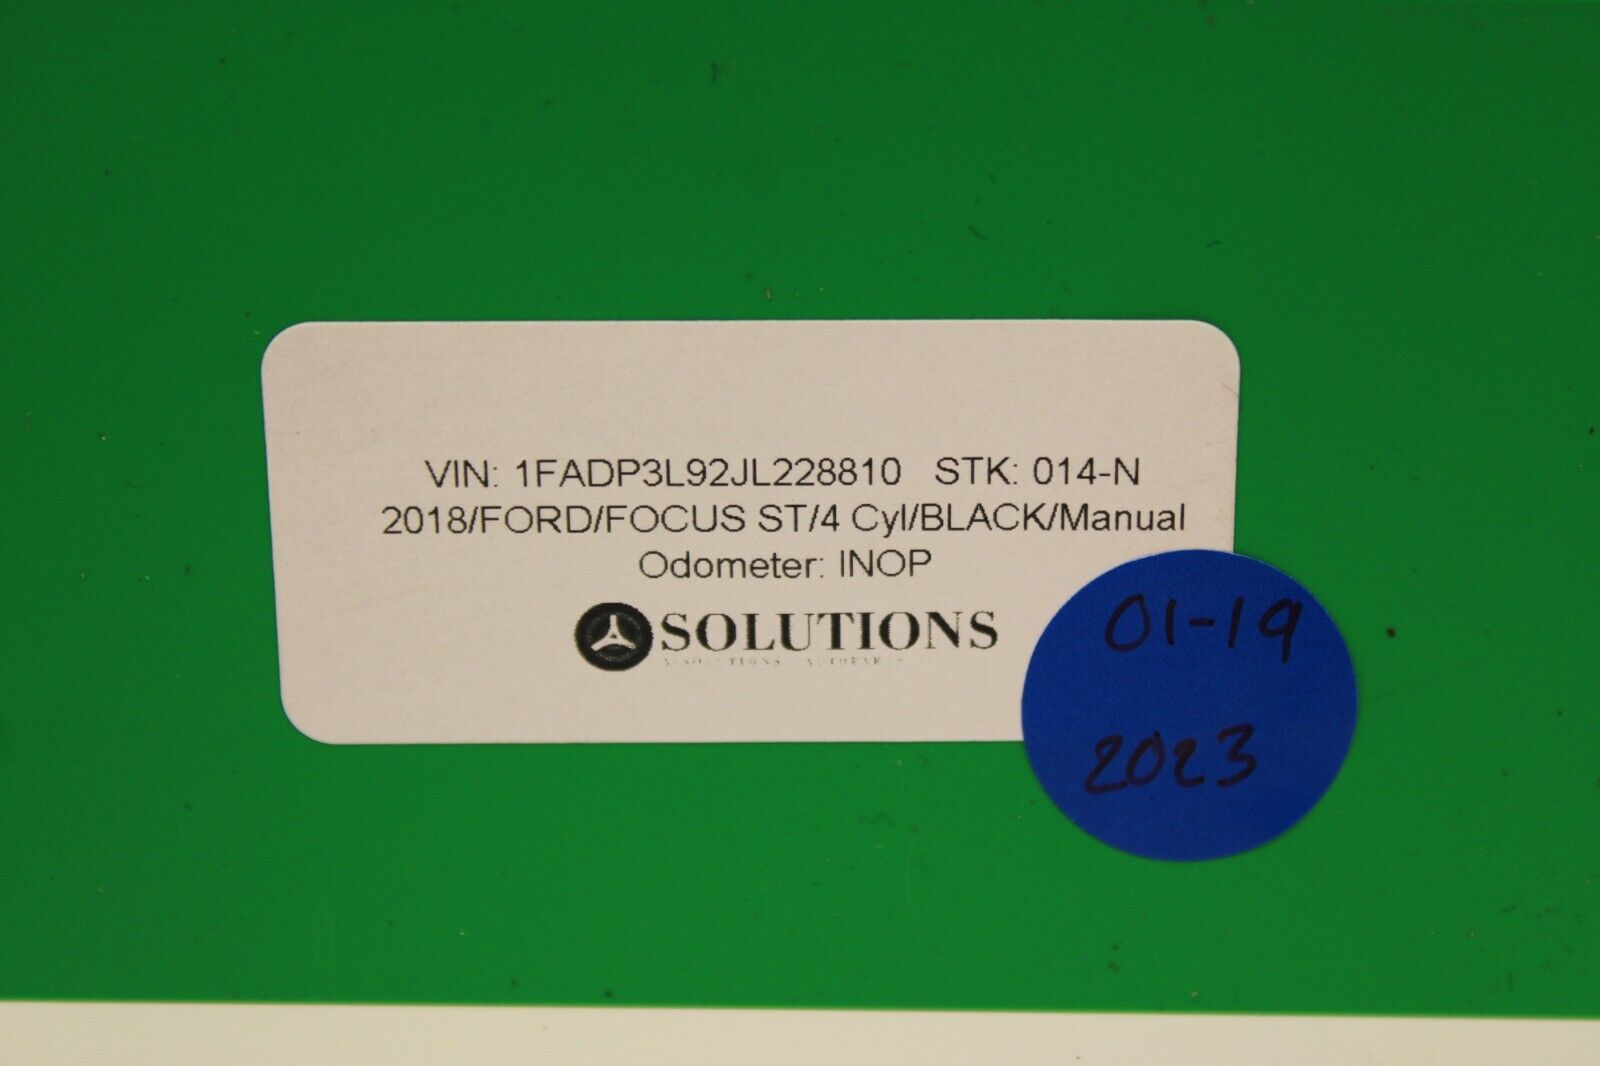 VIN: 1FADP3L92JL228810 STK: 014-N
2018/FORD/FOCUS ST/4 Cyl/BLACK/Manual
Odometer: INOP
SOLUTIONS
01-19
2023